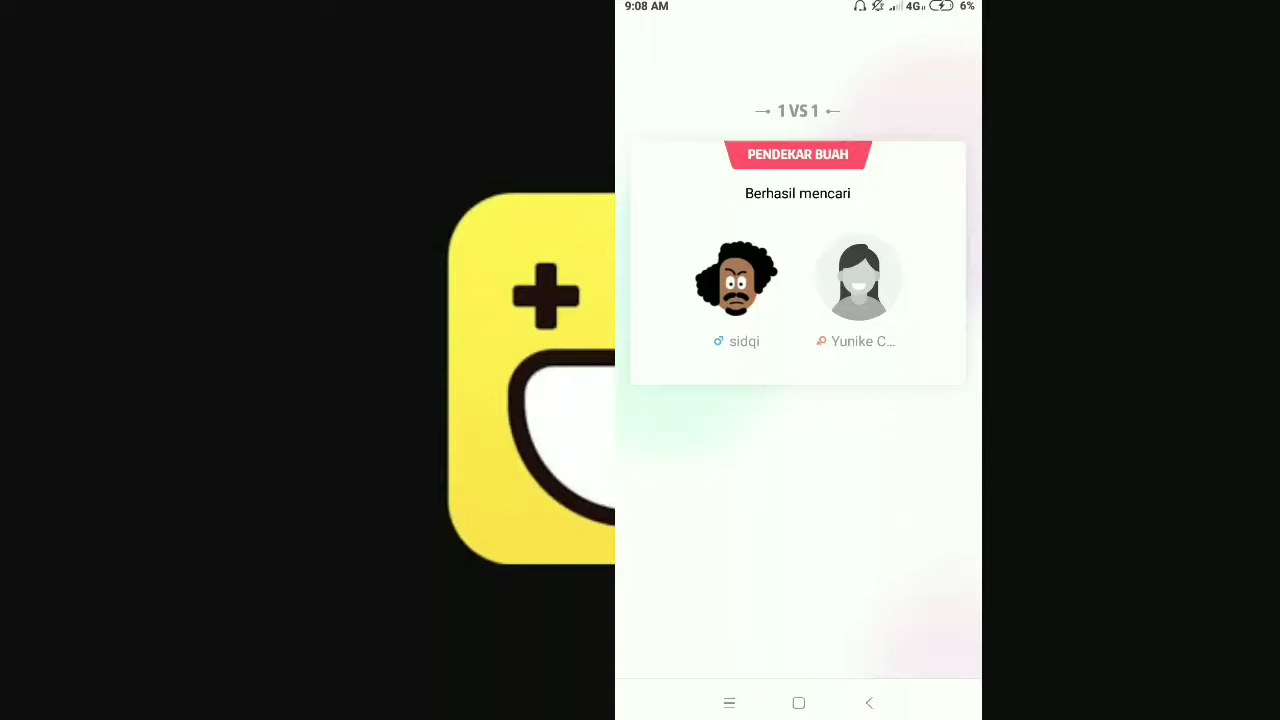 9:08 AM
4G
6%
1 VS 1
PENDEKAR BUAH
Berhasil mencari
sidqi
Yunike C...